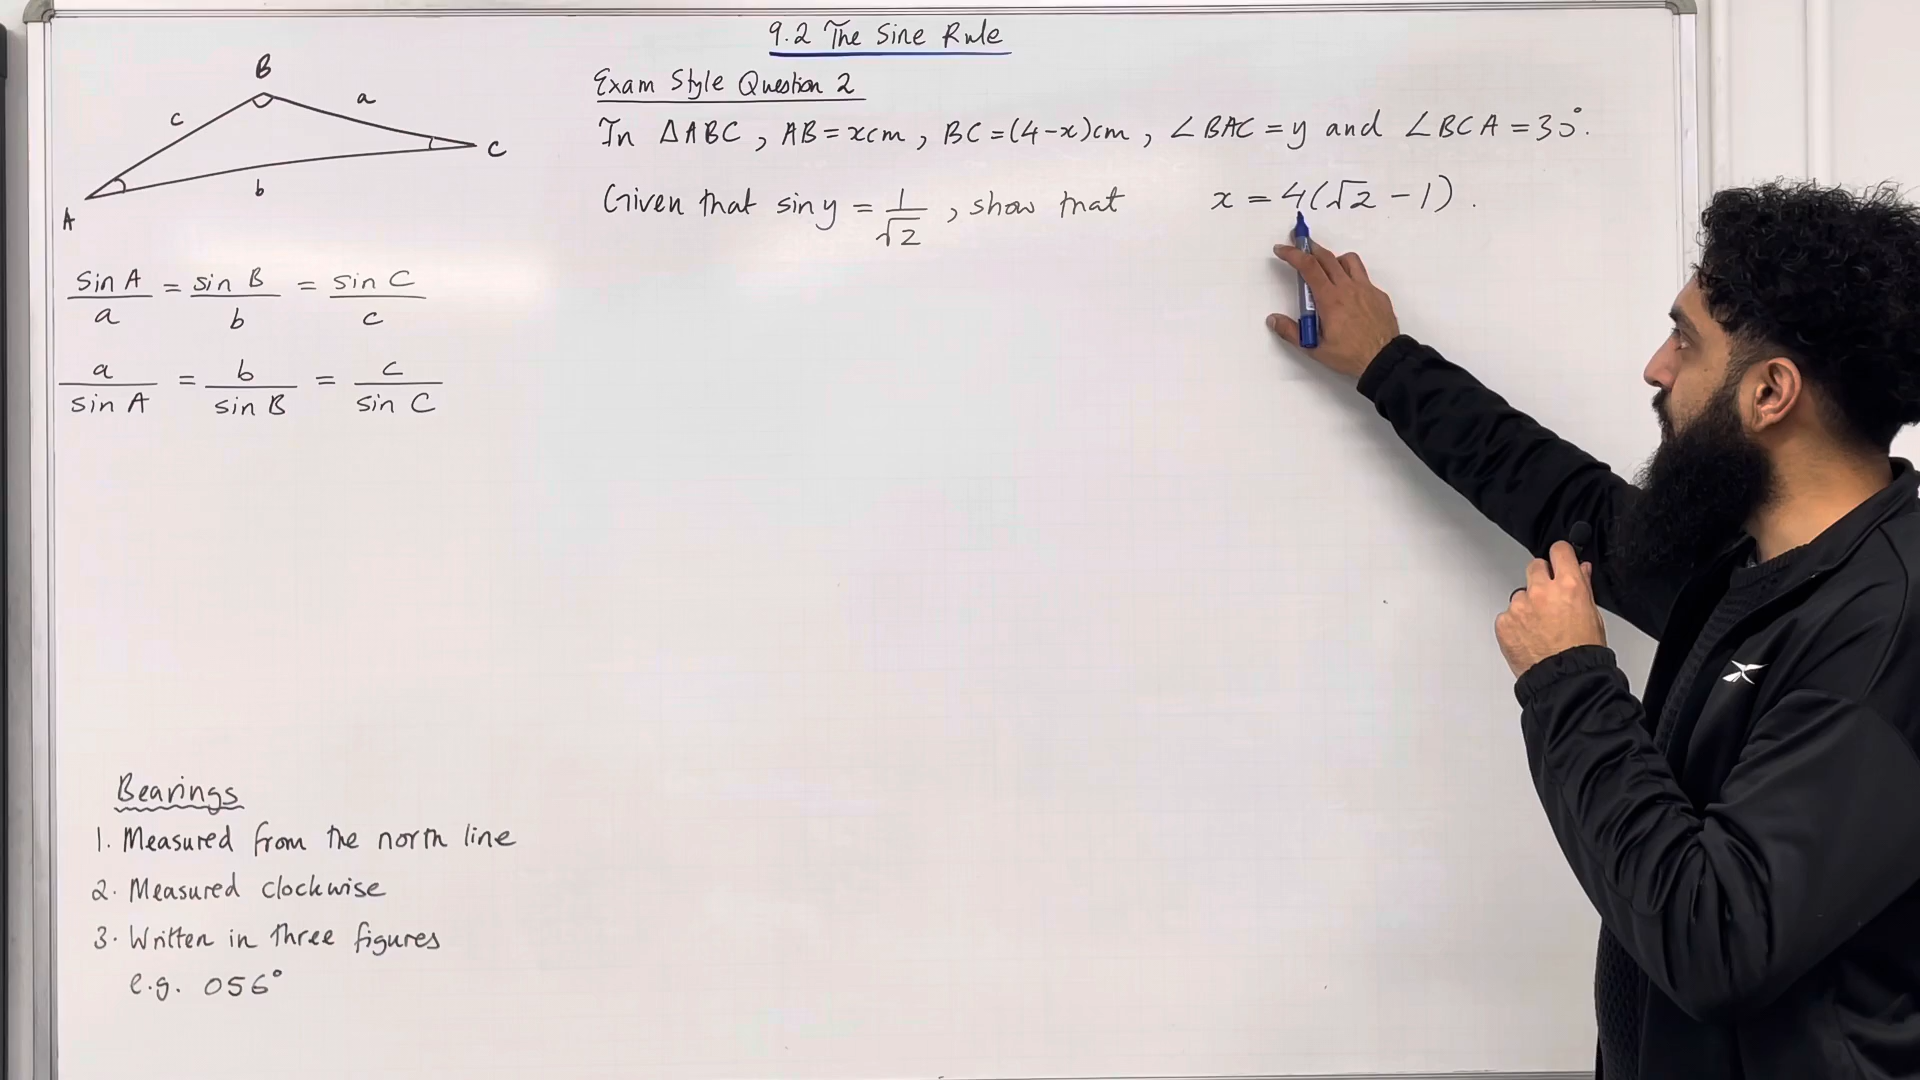 9.2 The Sine Rule
Exam Style Question 2
In △ABC, AB = x cm, BC = (4-x) cm, ∠BAC = y and ∠BCA = 30°.
Given that sin y = 1/√2, show that x = 4(√2 - 1).
B
c
a
A
b
C
sin A/a = sin B/b = sin C/c
a/sin A = b/sin B = c/sin C
Bearings
1. Measured from the north line
2. Measured clockwise
3. Written in three figures
e.g. 056°